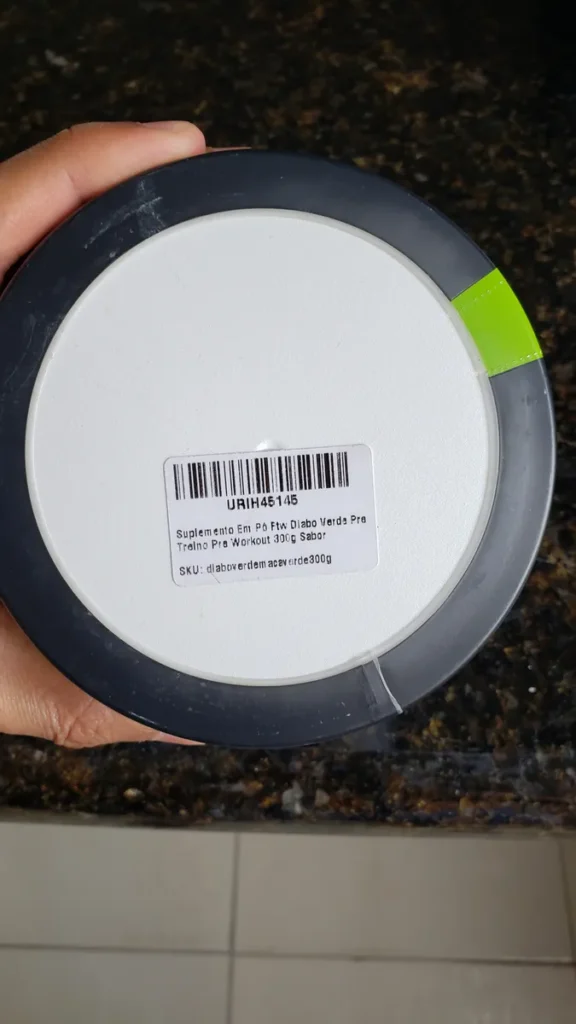 URIH45145
Suplemento Em Pó Ftw Diabo Verde Pre
Treino Pre Workout 300g Sabor
SKU: diaboverdemacaverde300g